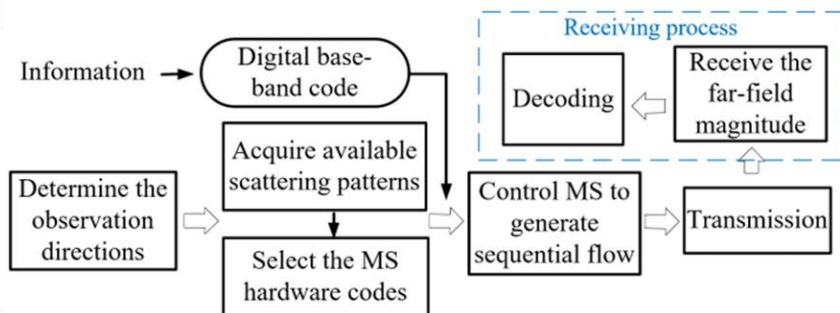 Receiving process
Information
Digital base-
band code
Decoding
Receive the
far-field
magnitude
Acquire available
scattering patterns
Determine the
observation
directions
Control MS to
generate
sequential flow
Transmission
Select the MS
hardware codes